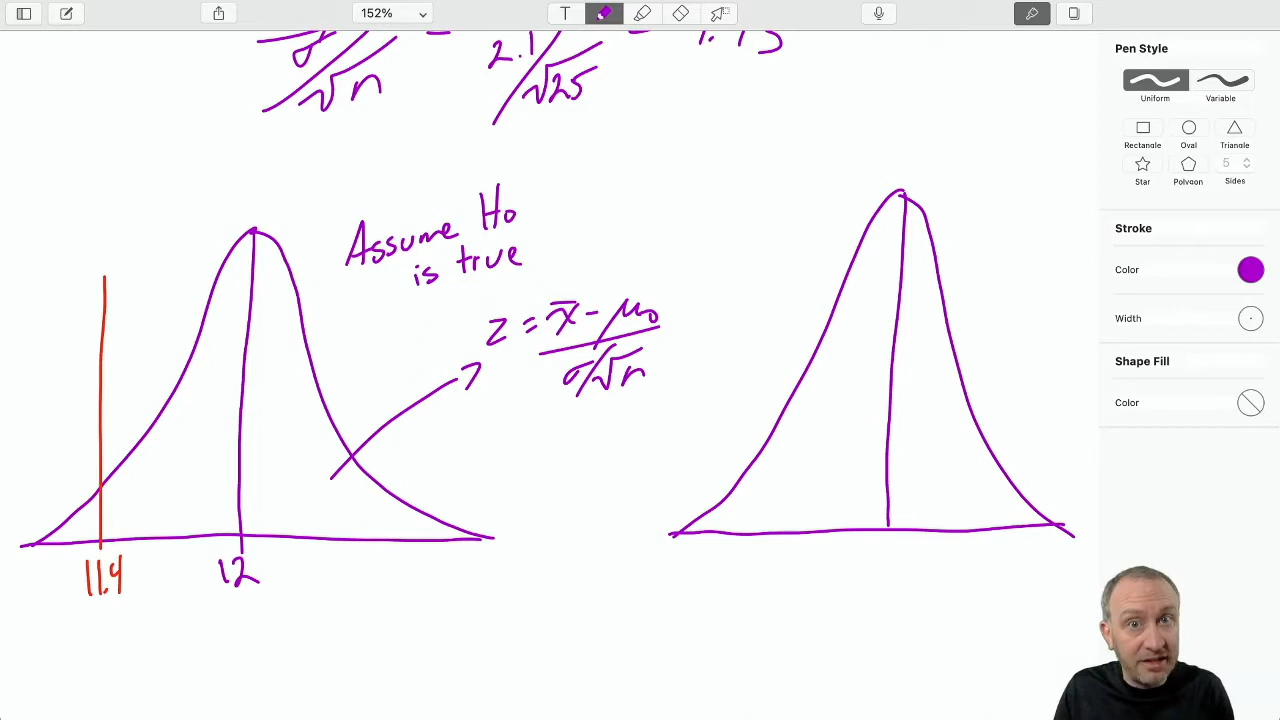 152%
T
σ/√n
2.1/√25
Assume Ho
is true
z = x̄ - μ₀
σ/√n
11.4
12
Pen Style
Uniform
Variable
Rectangle
Oval
Triangle
Star
Polygon
5
Sides
Stroke
Color
Width
Shape Fill
Color